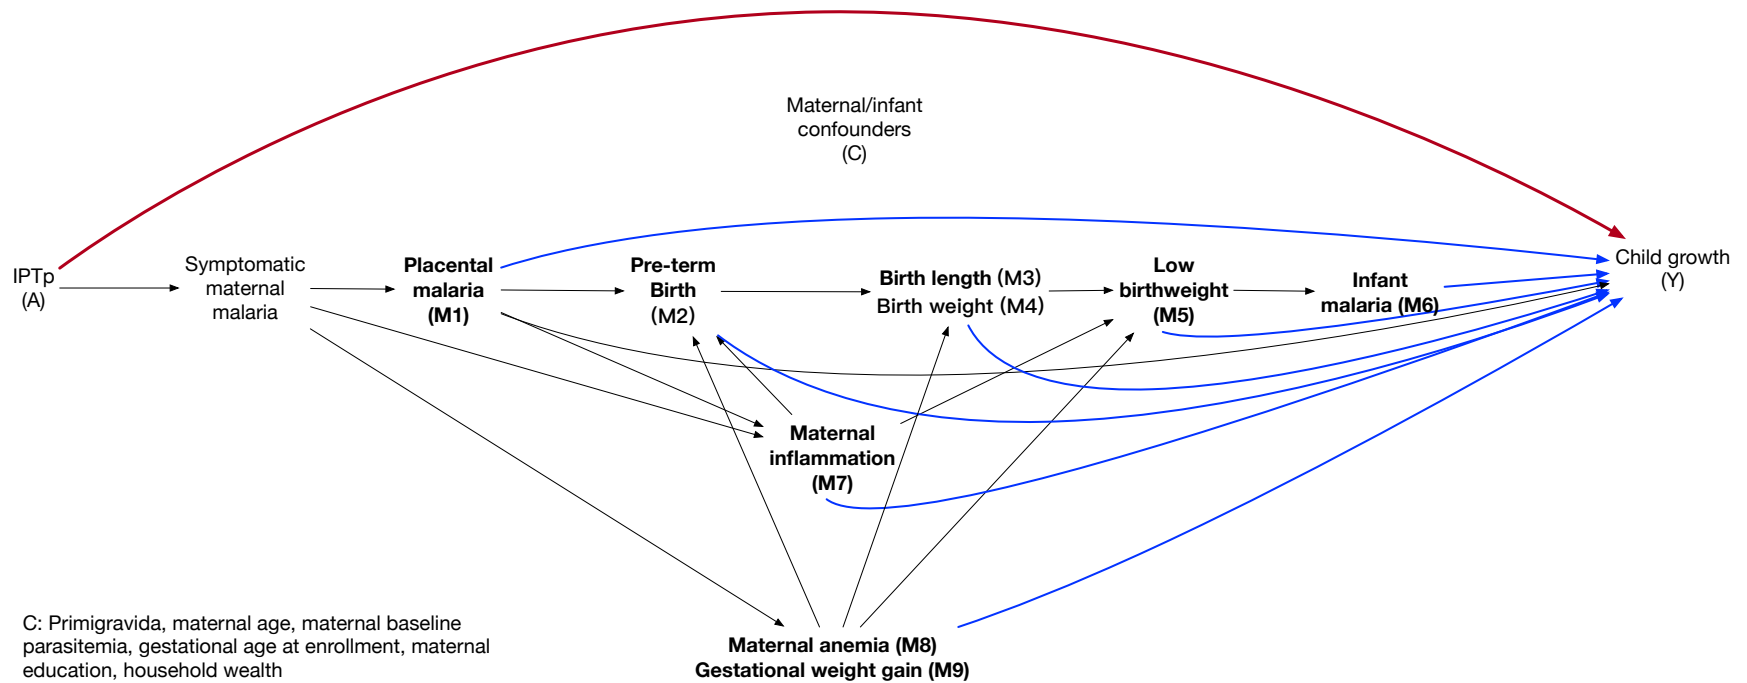 Maternal/infant
confounders
(C)
IPTp
(A)
Symptomatic
maternal
malaria
Placental
malaria
(M1)
Pre-term
Birth
(M2)
Birth length (M3)
Birth weight (M4)
Low
birthweight
(M5)
Infant
malaria (M6)
Child growth
(Y)
Maternal
inflammation
(M7)
Maternal anemia (M8)
Gestational weight gain (M9)
C: Primigravida, maternal age, maternal baseline
parasitemia, gestational age at enrollment, maternal
education, household wealth